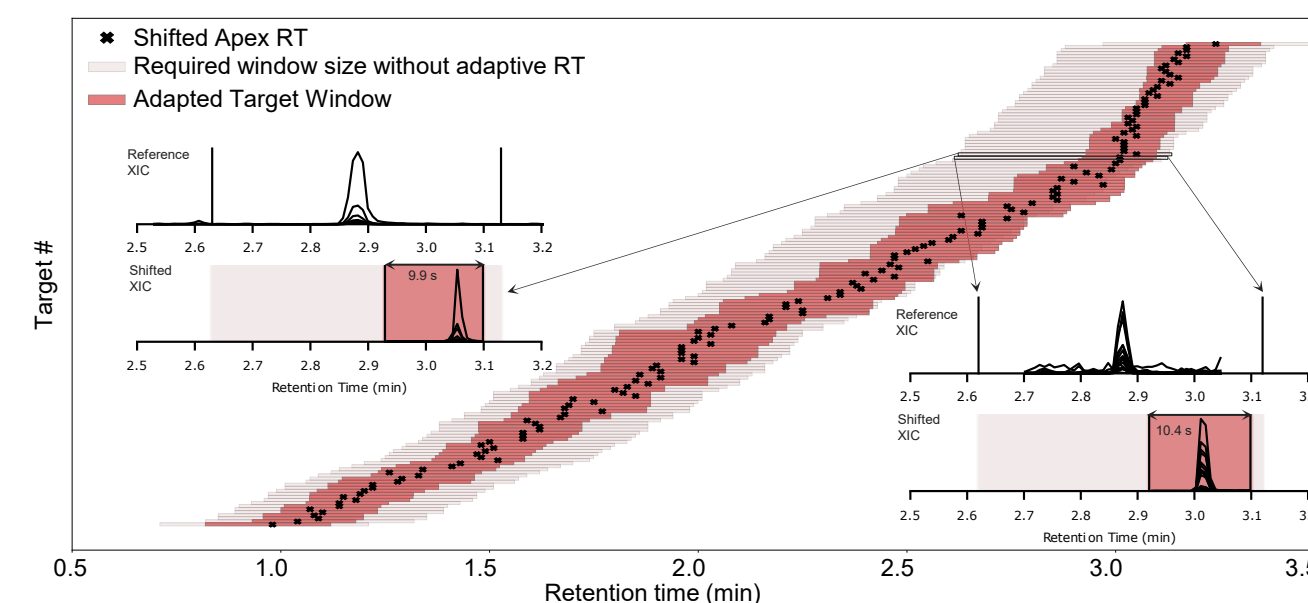 Shifted Apex RT
Required window size without adaptive RT
Adapted Target Window
Reference
XIC
2.5 2.6 2.7 2.8 2.9 3.0 3.1 3.2
Shifted
XIC
9.9 s
2.5 2.6 2.7 2.8 2.9 3.0 3.1 3.2
Retention Time (min)
Reference
XIC
2.5 2.6 2.7 2.8 2.9 3.0 3.1
Shifted
XIC
10.4 s
2.5 2.6 2.7 2.8 2.9 3.0 3.1
Retention Time (min)
Target #
0.5 1.0 1.5 2.0 2.5 3.0
Retention time (min)